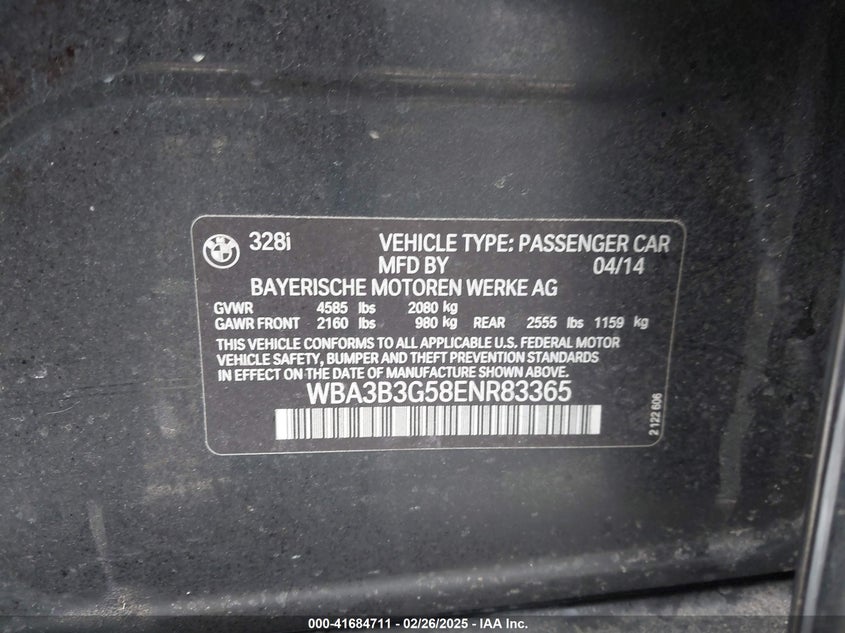 328i VEHICLE TYPE: PASSENGER CAR
MFD BY 04/14
BAYERISCHE MOTOREN WERKE AG
GVWR 4585 lbs 2080 kg
GAWR FRONT 2160 lbs 980 kg REAR 2555 lbs 1159 kg
THIS VEHICLE CONFORMS TO ALL APPLICABLE U.S. FEDERAL MOTOR
VEHICLE SAFETY, BUMPER AND THEFT PREVENTION STANDARDS
IN EFFECT ON THE DATE OF MANUFACTURE SHOWN ABOVE.
WBA3B3G58ENR83365
2 122 606
000-41684711 - 02/26/2025 - IAA Inc.